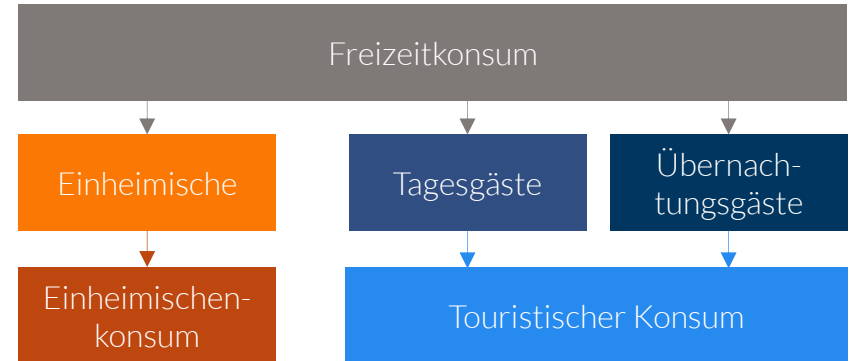 Freizeitkonsum
Einheimische
Tagesgäste
Übernach-
tungsgäste
Einheimischen-
konsum
Touristischer Konsum